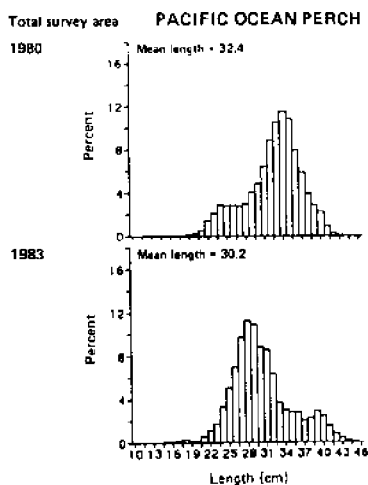 Total survey area PACIFIC OCEAN PERCH
1980
Mean length = 32.4
16
12
8
4
0
Percent
1983
Mean length = 30.2
16
12
8
4
0
Percent
10 13 16 19 22 25 28 31 34 37 40 43 46
Length (cm)